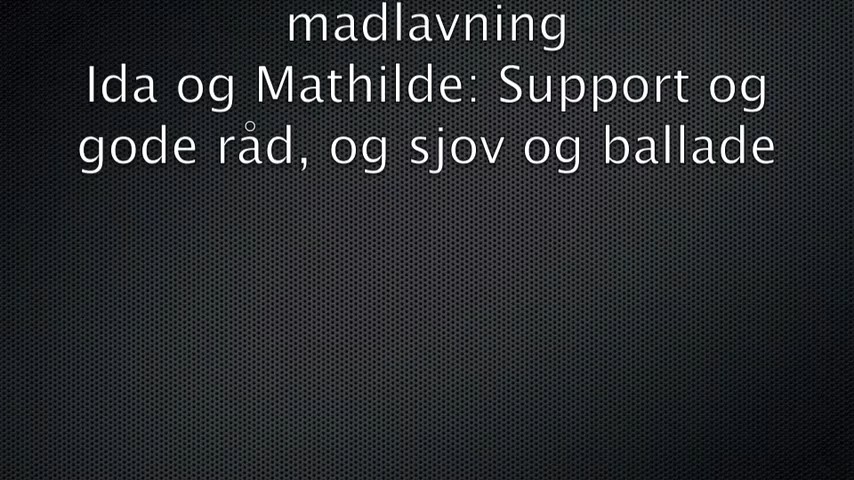 madlavning
Ida og Mathilde: Support og
gode råd, og sjov og ballade